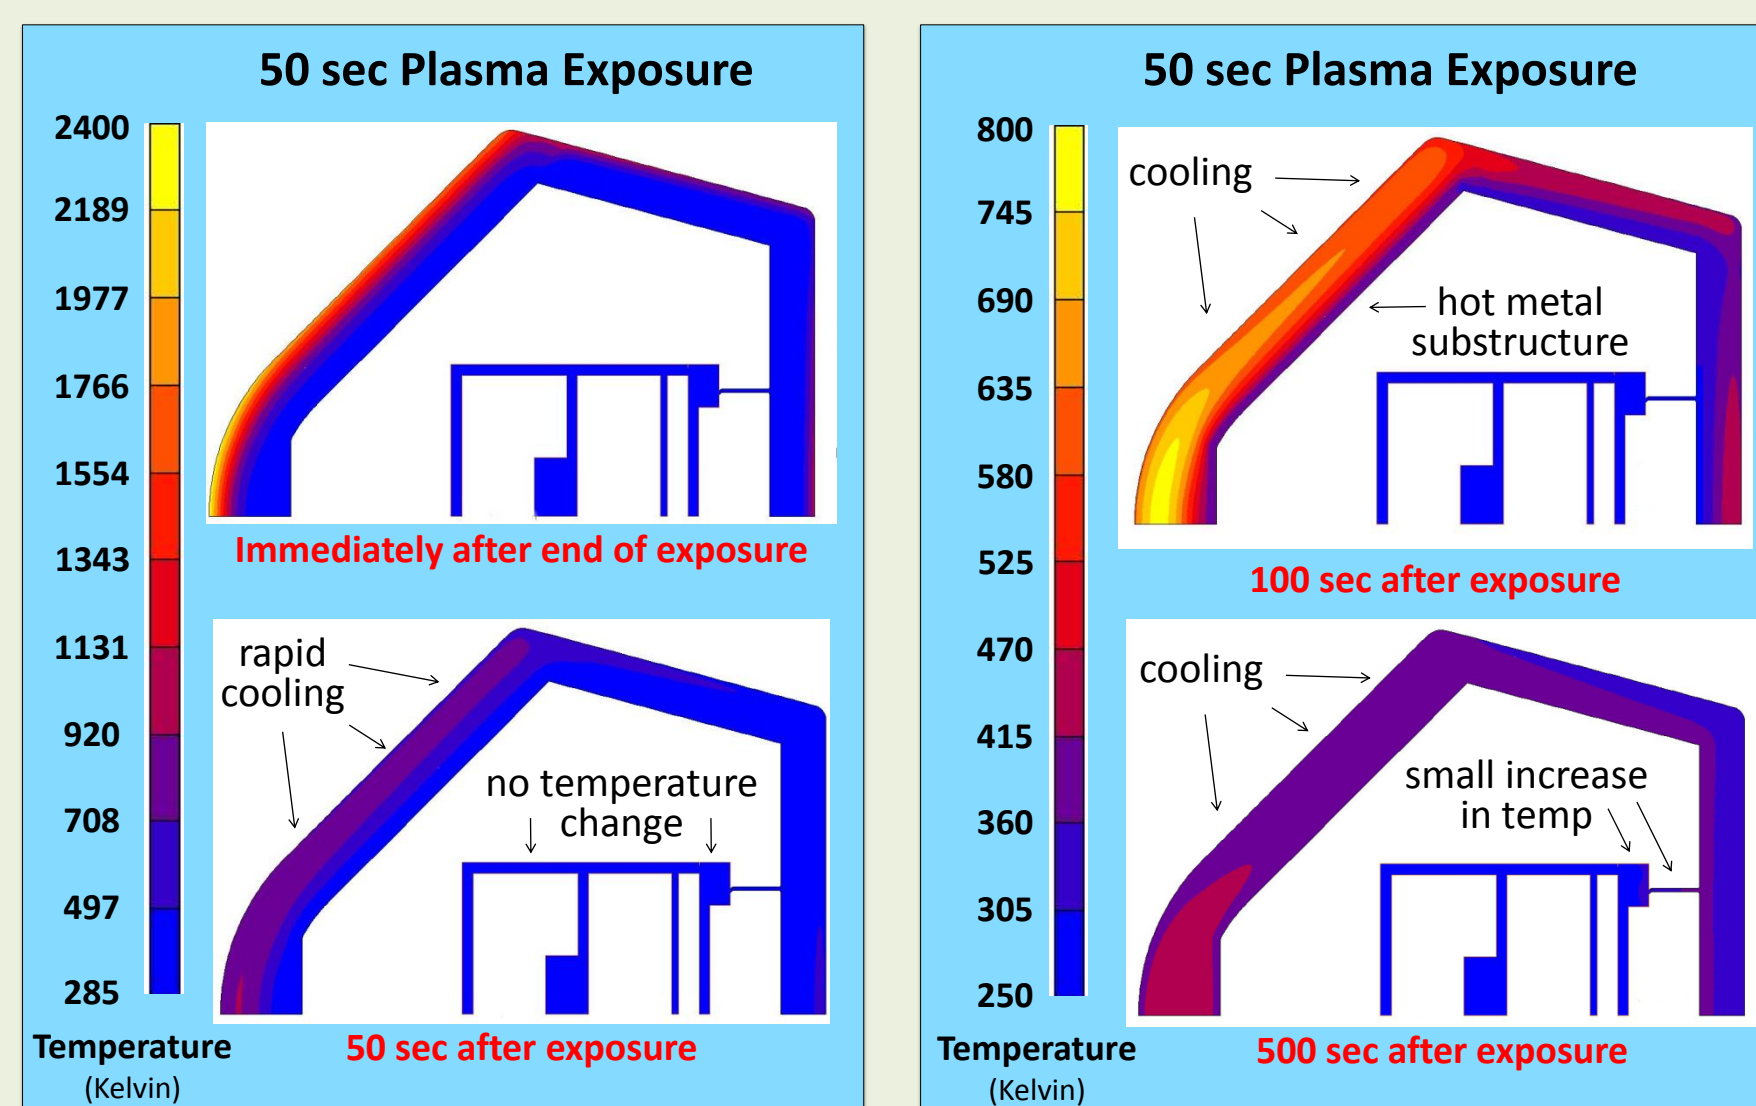 50 sec Plasma Exposure
2400
2189
1977
1766
1554
1343
1131
920
708
497
285
Temperature
(Kelvin)
Immediately after end of exposure
rapid
cooling
no temperature
change
50 sec after exposure
50 sec Plasma Exposure
800
745
690
635
580
525
470
415
360
305
250
Temperature
(Kelvin)
cooling
hot metal
substructure
100 sec after exposure
cooling
small increase
in temp
500 sec after exposure